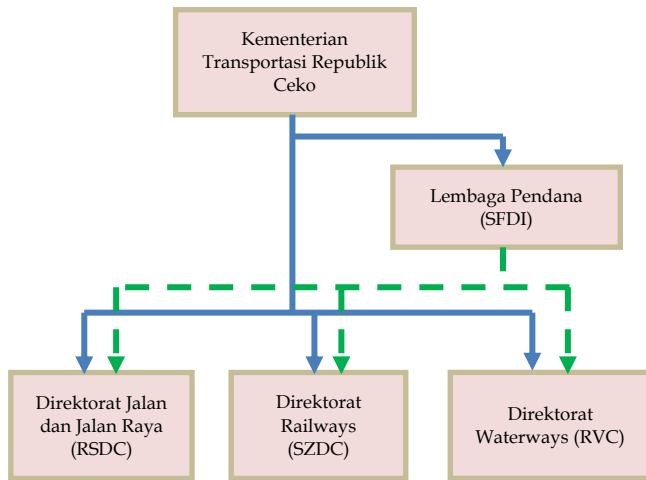 Kementerian
Transportasi Republik
Ceko
Lembaga Pendana
(SFDI)
Direktorat Jalan
dan Jalan Raya
(RSDC)
Direktorat
Railways
(SZDC)
Direktorat
Waterways (RVC)